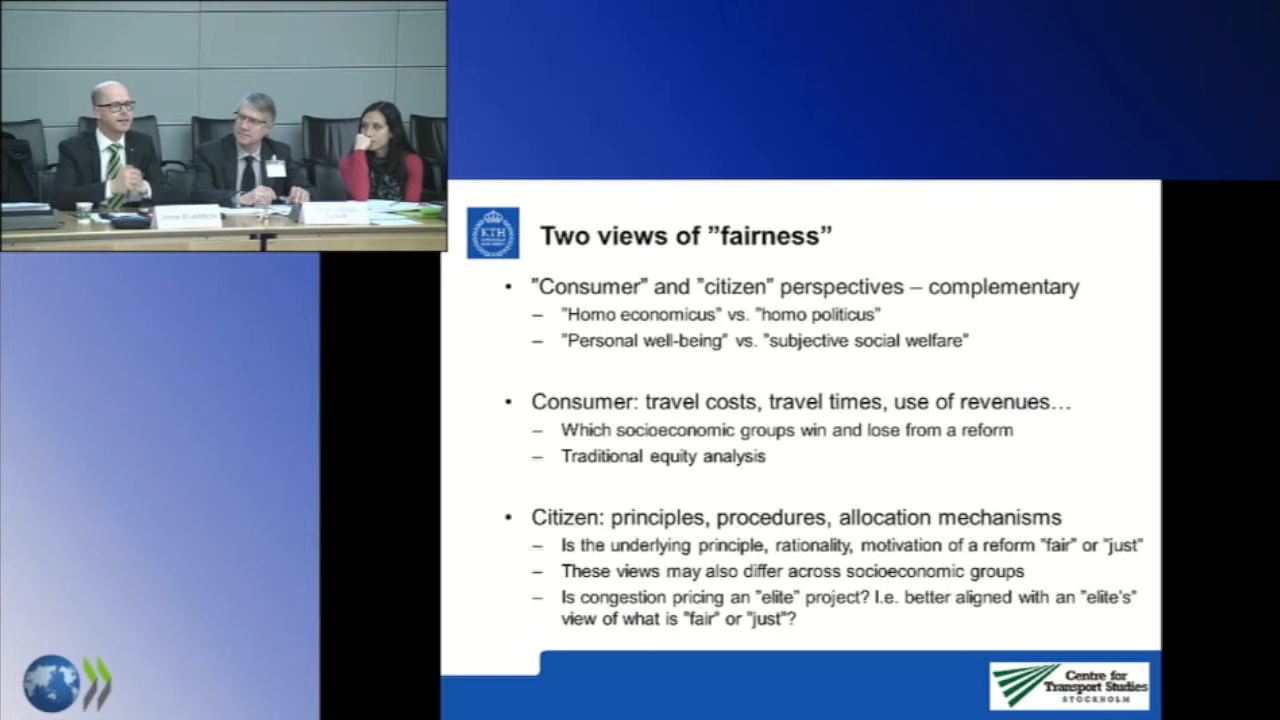 KTH
Two views of ”fairness”
• ”Consumer” and ”citizen” perspectives – complementary
– ”Homo economicus” vs. ”homo politicus”
– ”Personal well-being” vs. ”subjective social welfare”
• Consumer: travel costs, travel times, use of revenues…
– Which socioeconomic groups win and lose from a reform
– Traditional equity analysis
• Citizen: principles, procedures, allocation mechanisms
– Is the underlying principle, rationality, motivation of a reform ”fair” or ”just”
– These views may also differ across socioeconomic groups
– Is congestion pricing an ”elite” project? I.e. better aligned with an ”elite’s”
view of what is ”fair” or ”just”?
Centre for
Transport Studies
STOCKHOLM